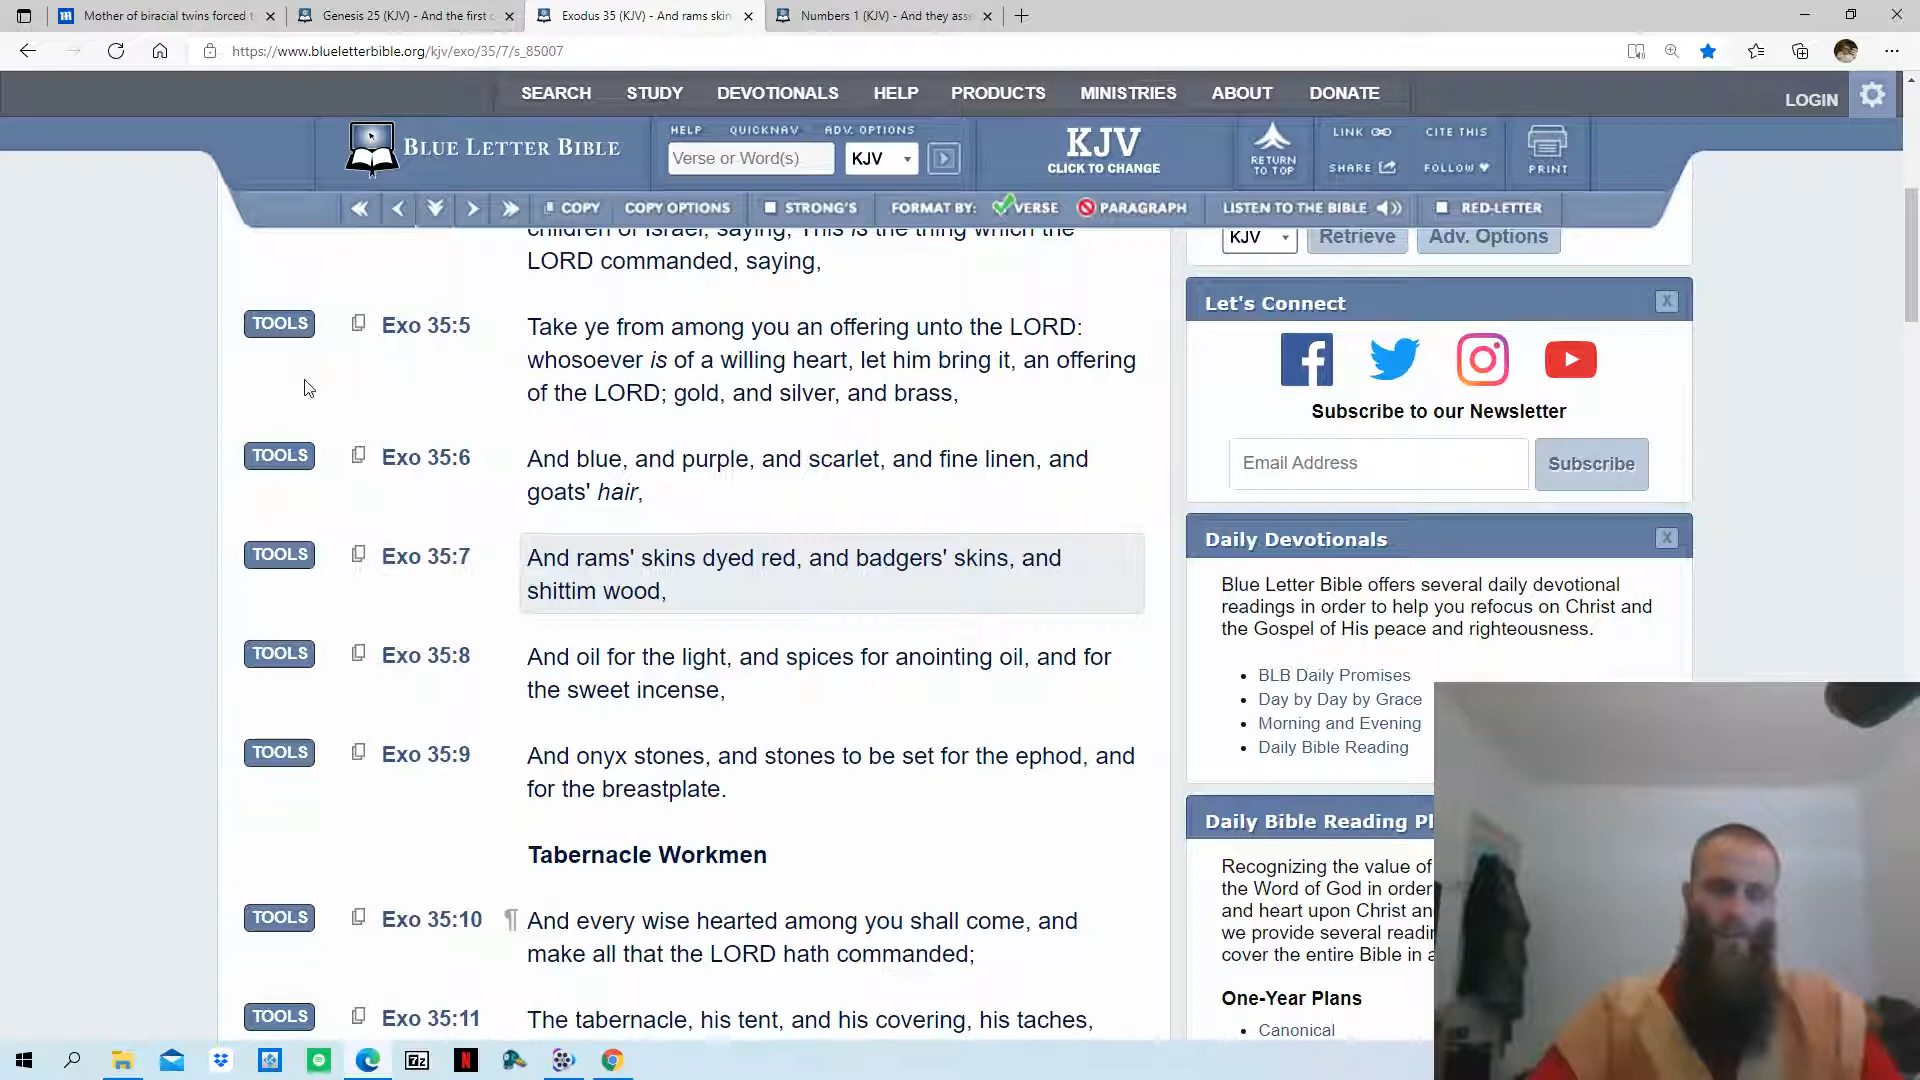 Mother of biracial twins forced t
Genesis 25 (KJV) - And the first c
Exodus 35 (KJV) - And rams skin
Numbers 1 (KJV) - And they ass
https://www.blueletterbible.org/kjv/exo/35/7/s_85007
SEARCH STUDY DEVOTIONALS HELP PRODUCTS MINISTRIES ABOUT DONATE
LOGIN
BLUE LETTER BIBLE
HELP QUICKNAV ADV. OPTIONS
Verse or Word(s)
KJV
KJV
CLICK TO CHANGE
RETURN
TO TOP
LINK
CITE THIS
SHARE
FOLLOW
PRINT
COPY COPY OPTIONS STRONG'S FORMAT BY: VERSE PARAGRAPH LISTEN TO THE BIBLE RED-LETTER
children of Israel, saying, This is the thing which the
LORD commanded, saying,
TOOLS Exo 35:5 Take ye from among you an offering unto the LORD:
whosoever is of a willing heart, let him bring it, an offering
of the LORD; gold, and silver, and brass,
TOOLS Exo 35:6 And blue, and purple, and scarlet, and fine linen, and
goats' hair,
TOOLS Exo 35:7 And rams' skins dyed red, and badgers' skins, and
shittim wood,
TOOLS Exo 35:8 And oil for the light, and spices for anointing oil, and for
the sweet incense,
TOOLS Exo 35:9 And onyx stones, and stones to be set for the ephod, and
for the breastplate.
Tabernacle Workmen
TOOLS Exo 35:10 ¶ And every wise hearted among you shall come, and
make all that the LORD hath commanded;
TOOLS Exo 35:11 The tabernacle, his tent, and his covering, his taches,
KJV Retrieve Adv. Options
Let's Connect X
Subscribe to our Newsletter
Email Address Subscribe
Daily Devotionals X
Blue Letter Bible offers several daily devotional
readings in order to help you refocus on Christ and
the Gospel of His peace and righteousness.
• BLB Daily Promises
• Day by Day by Grace
• Morning and Evening
• Daily Bible Reading
Daily Bible Reading Pl
Recognizing the value of
the Word of God in order
and heart upon Christ an
we provide several readi
cover the entire Bible in a
One-Year Plans
• Canonical
7z
N